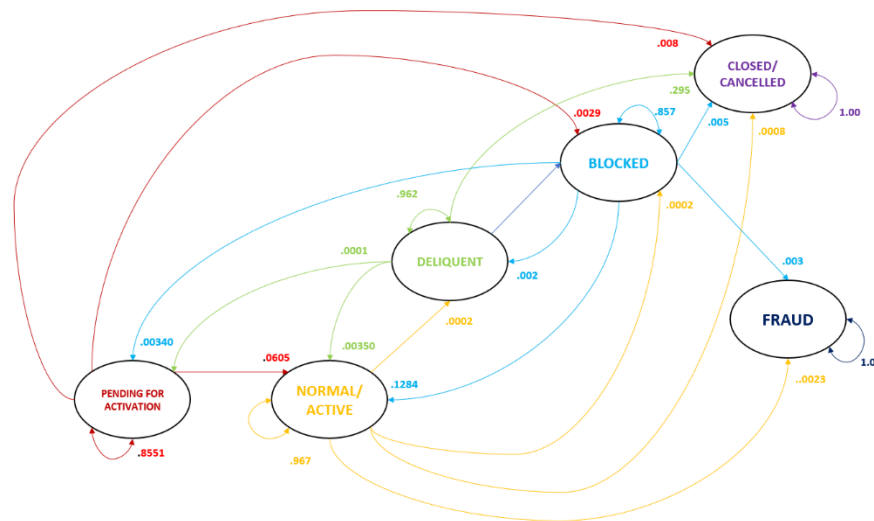 .008
CLOSED/
CANCELLED
.295
.857
1.00
.0029
.005
.0008
BLOCKED
.962
.0002
.0001
DELIQUENT
.002
.003
.0002
FRAUD
.00340
.0605
.00350
1.0
PENDING FOR
ACTIVATION
NORMAL/
ACTIVE
.1284
..0023
.8551
.967